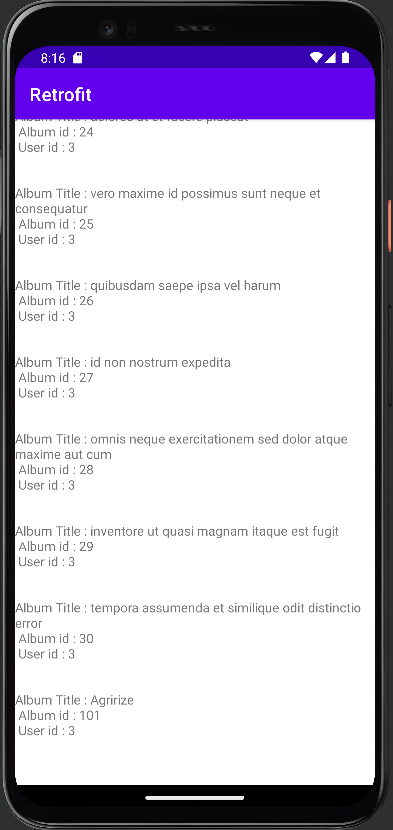 8:16
Retrofit
Album id : 24
User id : 3
Album Title : vero maxime id possimus sunt neque et
consequatur
Album id : 25
User id : 3
Album Title : quibusdam saepe ipsa vel harum
Album id : 26
User id : 3
Album Title : id non nostrum expedita
Album id : 27
User id : 3
Album Title : omnis neque exercitationem sed dolor atque
maxime aut cum
Album id : 28
User id : 3
Album Title : inventore ut quasi magnam itaque est fugit
Album id : 29
User id : 3
Album Title : tempora assumenda et similique odit distinctio
error
Album id : 30
User id : 3
Album Title : Agririze
Album id : 101
User id : 3